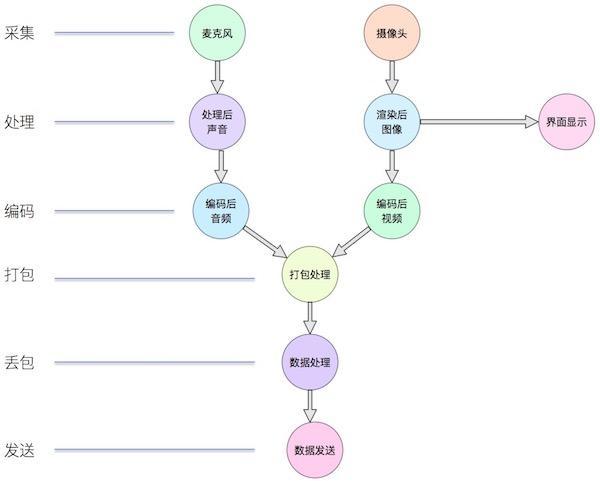 采集
麦克风
摄像头
处理
处理后
声音
渲染后
图像
界面显示
编码
编码后
音频
编码后
视频
打包
打包处理
丢包
数据处理
发送
数据发送